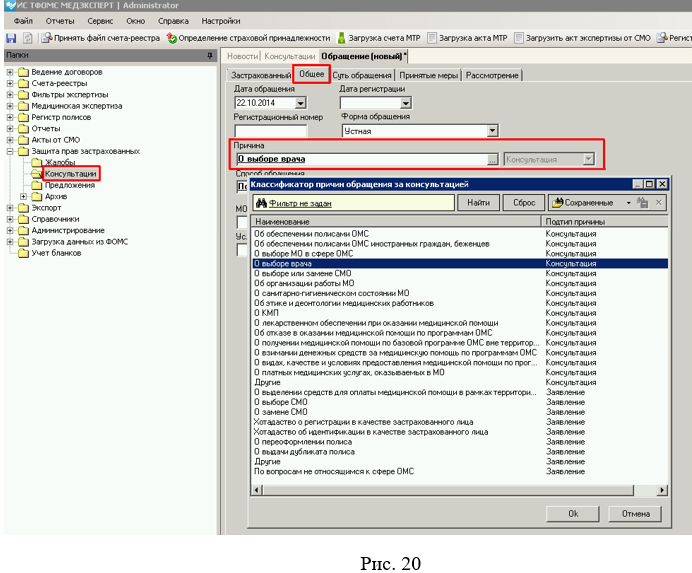 ИС ТФОМС МЕДЭКСПЕРТ | Administrator
Файл Отчеты Сервис Окно Справка Настройки
Принять файл счета-реестра Определение страховой принадлежности Загрузка счета МТР Загрузка акта МТР Загрузить акт экспертизы от СМО Регист
Папки
Новости Консультации Обращение (новый)*
Ведение договоров
Счета-реестры
Фильтры экспертизы
Медицинская экспертиза
Регистр полисов
Отчеты
Акты от СМО
Защита прав застрахованных
Жалобы
Консультации
Предложения
Архив
Экспорт
Справочники
Администрирование
Загрузка данных из ФОМС
Учет бланков
Застрахованный Общее Суть обращения Принятые меры Рассмотрение
Дата обращения Дата регистрации
22.10.2014
Регистрационный номер Форма обращения
Устная
Причина
О выборе врача ... Консультация
Способ обращения
МО
Ус.
Классификатор причин обращения за консультацией
Фильтр не задан Найти Сброс Сохраненные
Наименование Подтип причины
Об обеспечении полисами ОМС Консультация
Об обеспечении полисами ОМС иностранных граждан, беженцев Консультация
О выборе МО в сфере ОМС Консультация
О выборе врача Консультация
О выборе или замене СМО Консультация
Об организации работы МО Консультация
О санитарно-гигиеническом состоянии МО Консультация
Об этике и деонтологии медицинских работников Консультация
О КМП Консультация
О лекарственном обеспечении при оказании медицинской помощи Консультация
Об отказе в оказании медицинской помощи по программам ОМС Консультация
О получении медицинской помощи по базовой программе ОМС вне территор... Консультация
О взимании денежных средств за медицинскую помощь по программам ОМС Консультация
О видах, качестве и условиях предоставления медицинской помощи по прог... Консультация
О платных медицинских услугах, оказываемых в МО Консультация
Другие Консультация
О выделении средств для оплаты медицинской помощи в рамках территори... Заявление
О выборе СМО Заявление
О замене СМО Заявление
Хотадаство о регистрации в качестве застрахованного лица Заявление
Хотадаство об идентификации в качестве застрахованного лица Заявление
О переоформлении полиса Заявление
О выдачи дубликата полиса Заявление
Другие Заявление
По вопросам не относящимся к сфере ОМС Заявление
Ok Отмена
Рис. 20